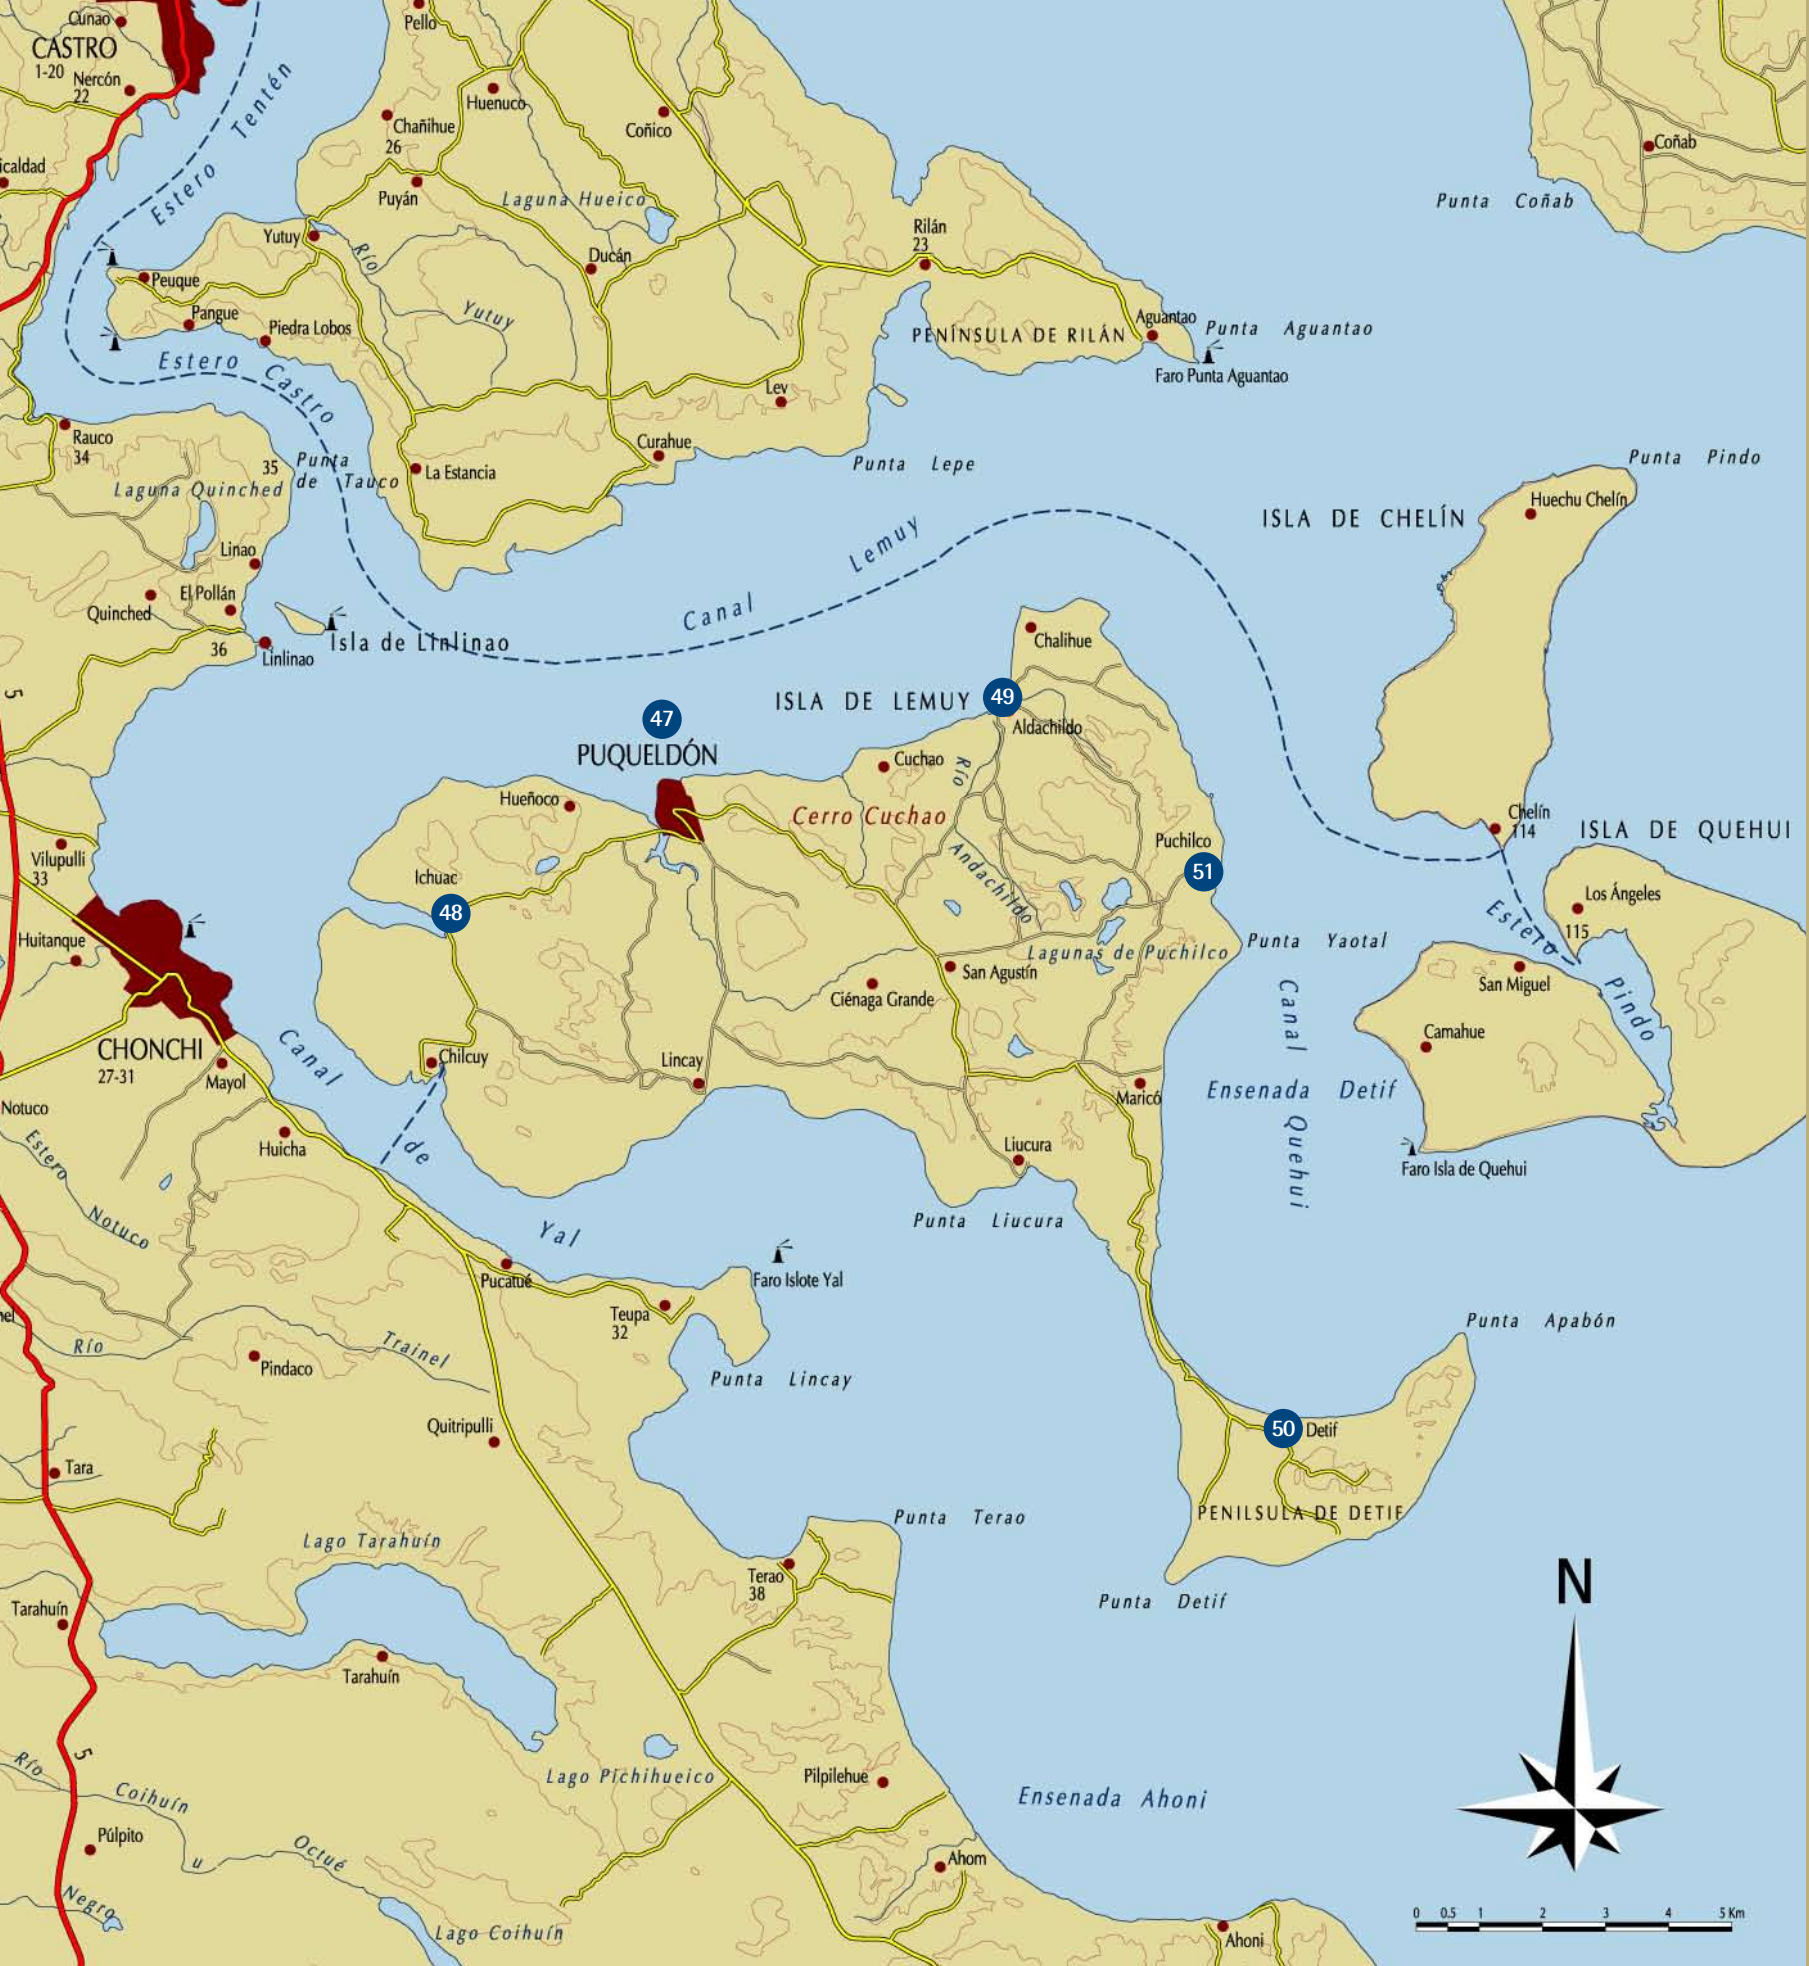 Cunao
CASTRO
1-20
Nercón
22
icaldad
Estero Tentén
Pello
Huenuco
Chañihue
26
Coñico
Puyán
Laguna Hueico
Yutuy
Río
Yutuy
Ducán
Rilán
23
Peuque
Pangue
Piedra Lobos
Estero Castro
PENÍNSULA DE RILÁN
Aguantao
Punta Aguantao
Faro Punta Aguantao
Coñab
Punta Coñab
Lev
Curahue
Punta Lepe
La Estancia
Rauco
34
35
Punta
de Tauco
Laguna Quinched
Linao
Quinched
El Pollán
36
Linlinao
Isla de Linlinao
Canal Lemuy
ISLA DE CHELÍN
Punta Pindo
Huechu Chelín
Chelín
114
ISLA DE QUEHUI
Los Ángeles
115
Estero Pindo
San Miguel
Camahue
Faro Isla de Quehui
5
Chalihue
ISLA DE LEMUY
49
Aldachildo
47
PUQUELDÓN
Cuchao
Río
Andachildo
Cerro Cuchao
Hueñoco
Puchilco
51
Ichuac
48
Lagunas de Puchilco
Punta Yaotal
San Agustín
Ciénaga Grande
Canal Quehui
Ensenada Detif
Chilcuy
Lincay
Maricó
Liucura
Punta Liucura
Vilupulli
33
Huitanque
CHONCHI
27-31
Mayol
Canal de Yal
Notuco
Estero Notuco
Huicha
Pucatué
Teupa
32
Faro Islote Yal
Punta Lincay
nel
Río Trainel
Pindaco
Quitripulli
Tara
Punta Apabón
50
Detif
PENILSULA DE DETIF
Punta Detif
Punta Terao
Terao
38
Lago Tarahuín
Tarahuín
Tarahuín
5
Río Coihuín u Octué
Púlpito
Negro
Lago Pichihueico
Lago Coihuín
Pilpilehue
Ensenada Ahoni
Ahom
Ahoni
N
0 0.5 1 2 3 4 5 Km